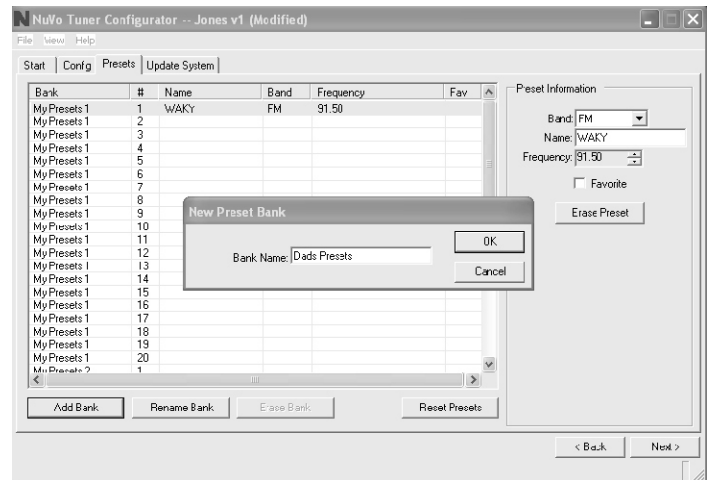 NuVo Tuner Configurator -- Jones v1 (Modified)
File View Help
Start Config Presets Update System
Bank # Name Band Frequency Fav
My Presets 1 1 WAKY FM 91.50
My Presets 1 2
My Presets 1 3
My Presets 1 4
My Presets 1 5
My Presets 1 6
My Presets 1 7
My Presets 1 8
My Presets 1 9
My Presets 1 10
My Presets 1 11
My Presets 1 12
My Presets 1 13
My Presets 1 14
My Presets 1 15
My Presets 1 16
My Presets 1 17
My Presets 1 18
My Presets 1 19
My Presets 1 20
My Presets 2 1
New Preset Bank
Bank Name: Dads Presets
OK
Cancel
Preset Information
Band: FM
Name: WAKY
Frequency: 91.50
Favorite
Erase Preset
Add Bank Rename Bank Erase Bank Reset Presets
< Back Next >